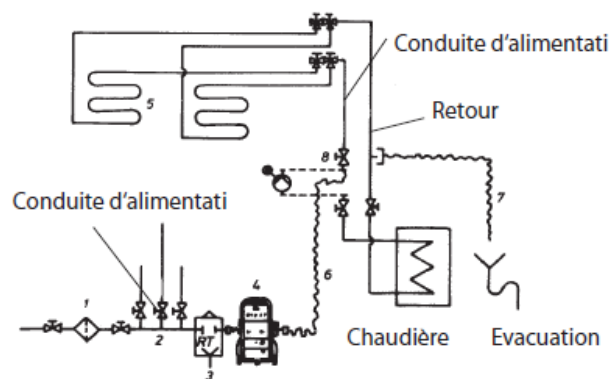 Conduite d'alimentati
Retour
5
8
Conduite d'alimentati
7
6
4
1
2
RT
3
Chaudière
Evacuation